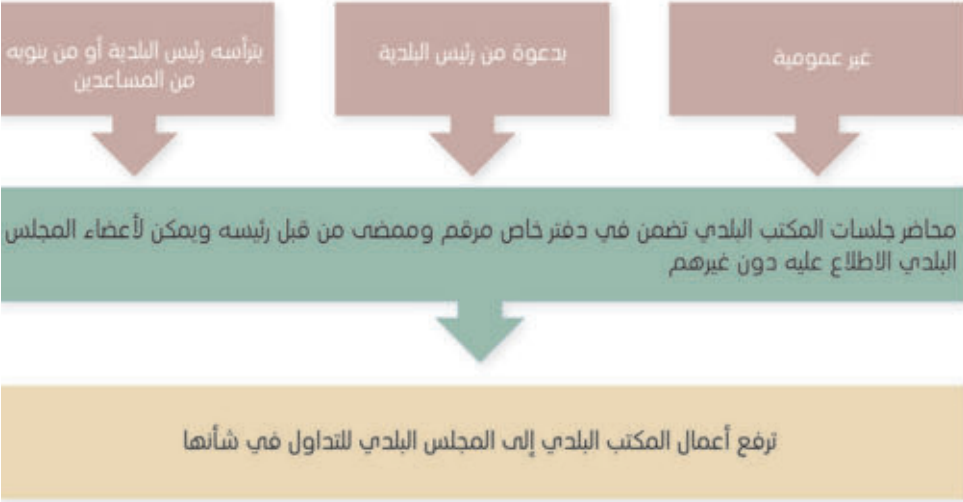 غير عمومية
بدعوة من رئيس البلدية
يترأسه رئيس البلدية أو من ينوبه
من المساعدين
محاضر جلسات المكتب البلدي تضمن في دفتر خاص مرقم وممضى من قبل رئيسه ويمكن لأعضاء المجلس
البلدي الاطلاع عليه دون غيرهم
ترفع أعمال المكتب البلدي إلى المجلس البلدي للتداول في شأنها